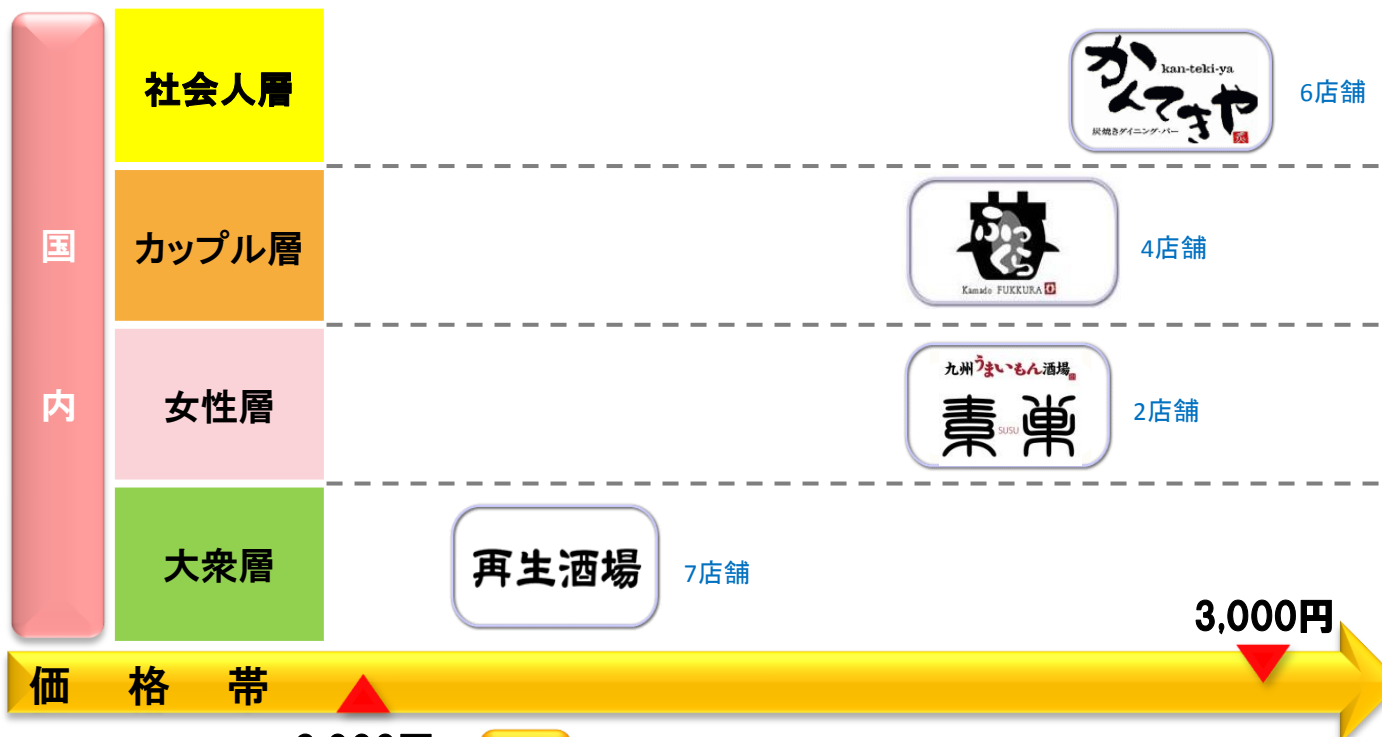 社会人層
かんてきや
kan-teki-ya
炭焼きダイニング・バー
炭
6店舗
国内
カップル層
ふっくら
Kamado FUKKURA
4店舗
女性層
九州うまいもん酒場
素巣
SUSU
2店舗
大衆層
再生酒場
7店舗
3,000円
価格帯